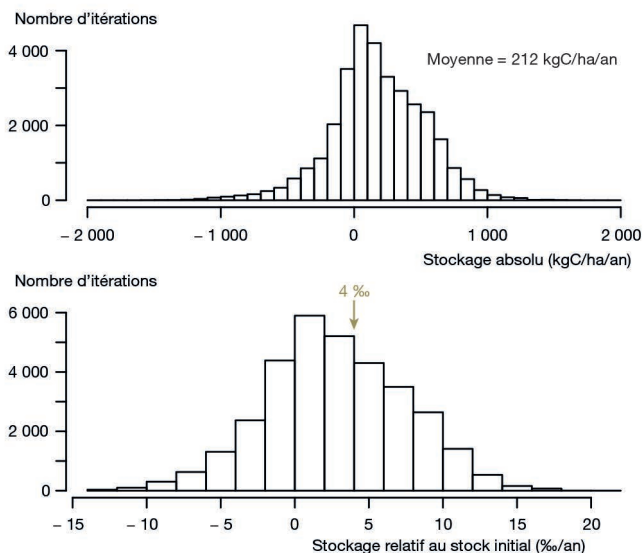 Nombre d'itérations
4 000
2 000
0
Moyenne = 212 kgC/ha/an
– 2 000
– 1 000
0
1 000
2 000
Stockage absolu (kgC/ha/an)
Nombre d'itérations
4 ‰
6 000
4 000
2 000
0
– 15
– 10
– 5
0
5
10
15
20
Stockage relatif au stock initial (‰/an)